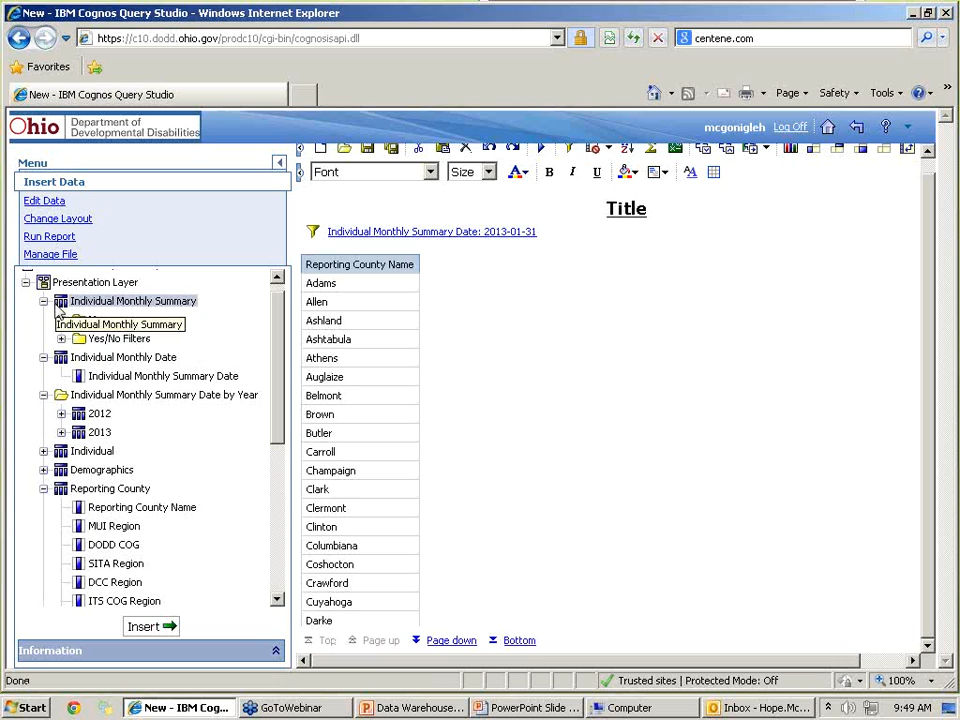 New - IBM Cognos Query Studio - Windows Internet Explorer
https://c10.dodd.ohio.gov/prodc10/cgi-bin/cognosisapi.dll
centene.com
Favorites
New - IBM Cognos Query Studio
Page
Safety
Tools
Ohio
Department of
Developmental Disabilities
mcgonigleh
Log Off
Menu
Insert Data
Edit Data
Change Layout
Run Report
Manage File
Font
Size
B
I
U
Title
Individual Monthly Summary Date: 2013-01-31
Presentation Layer
Individual Monthly Summary
Individual Monthly Summary
Yes/No Filters
Individual Monthly Date
Individual Monthly Summary Date
Individual Monthly Summary Date by Year
2012
2013
Individual
Demographics
Reporting County
Reporting County Name
MUI Region
DODD COG
SITA Region
DCC Region
ITS COG Region
Insert
Information
Reporting County Name
Adams
Allen
Ashland
Ashtabula
Athens
Auglaize
Belmont
Brown
Butler
Carroll
Champaign
Clark
Clermont
Clinton
Columbiana
Coshocton
Crawford
Cuyahoga
Darke
Top
Page up
Page down
Bottom
Done
Trusted sites | Protected Mode: Off
100%
Start
New - IBM Cog...
GoToWebinar
Data Warehouse...
PowerPoint Slide ...
Computer
Inbox - Hope.Mc...
9:49 AM